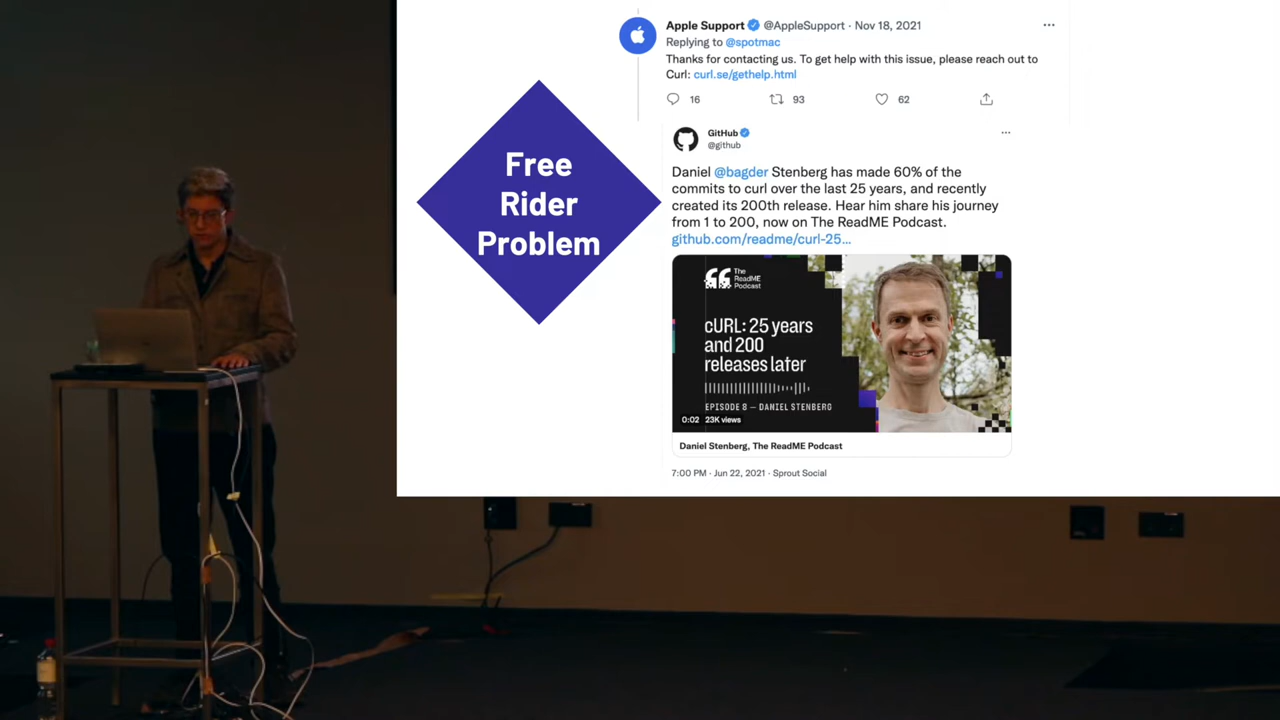 Apple Support @AppleSupport · Nov 18, 2021
Replying to @spotmac
Thanks for contacting us. To get help with this issue, please reach out to
Curl: curl.se/gethelp.html
16 93 62
Free
Rider
Problem
GitHub
@github
Daniel @bagder Stenberg has made 60% of the
commits to curl over the last 25 years, and recently
created its 200th release. Hear him share his journey
from 1 to 200, now on The ReadME Podcast.
github.com/readme/curl-25...
The
ReadME
Podcast
cURL: 25 years
and 200
releases later
EPISODE 8 — DANIEL STENBERG
0:02 23K views
Daniel Stenberg, The ReadME Podcast
7:00 PM · Jun 22, 2021 · Sprout Social